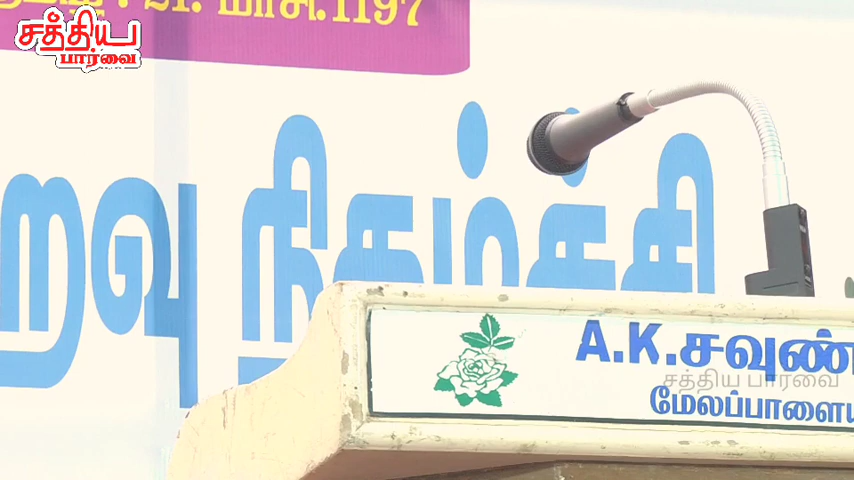 சத்திய
பார்வை
21. மாசி.1197
றவு நிகழ்ச்சி
A.K.சவுண்
சத்திய பார்வை
மேலப்பாளைய